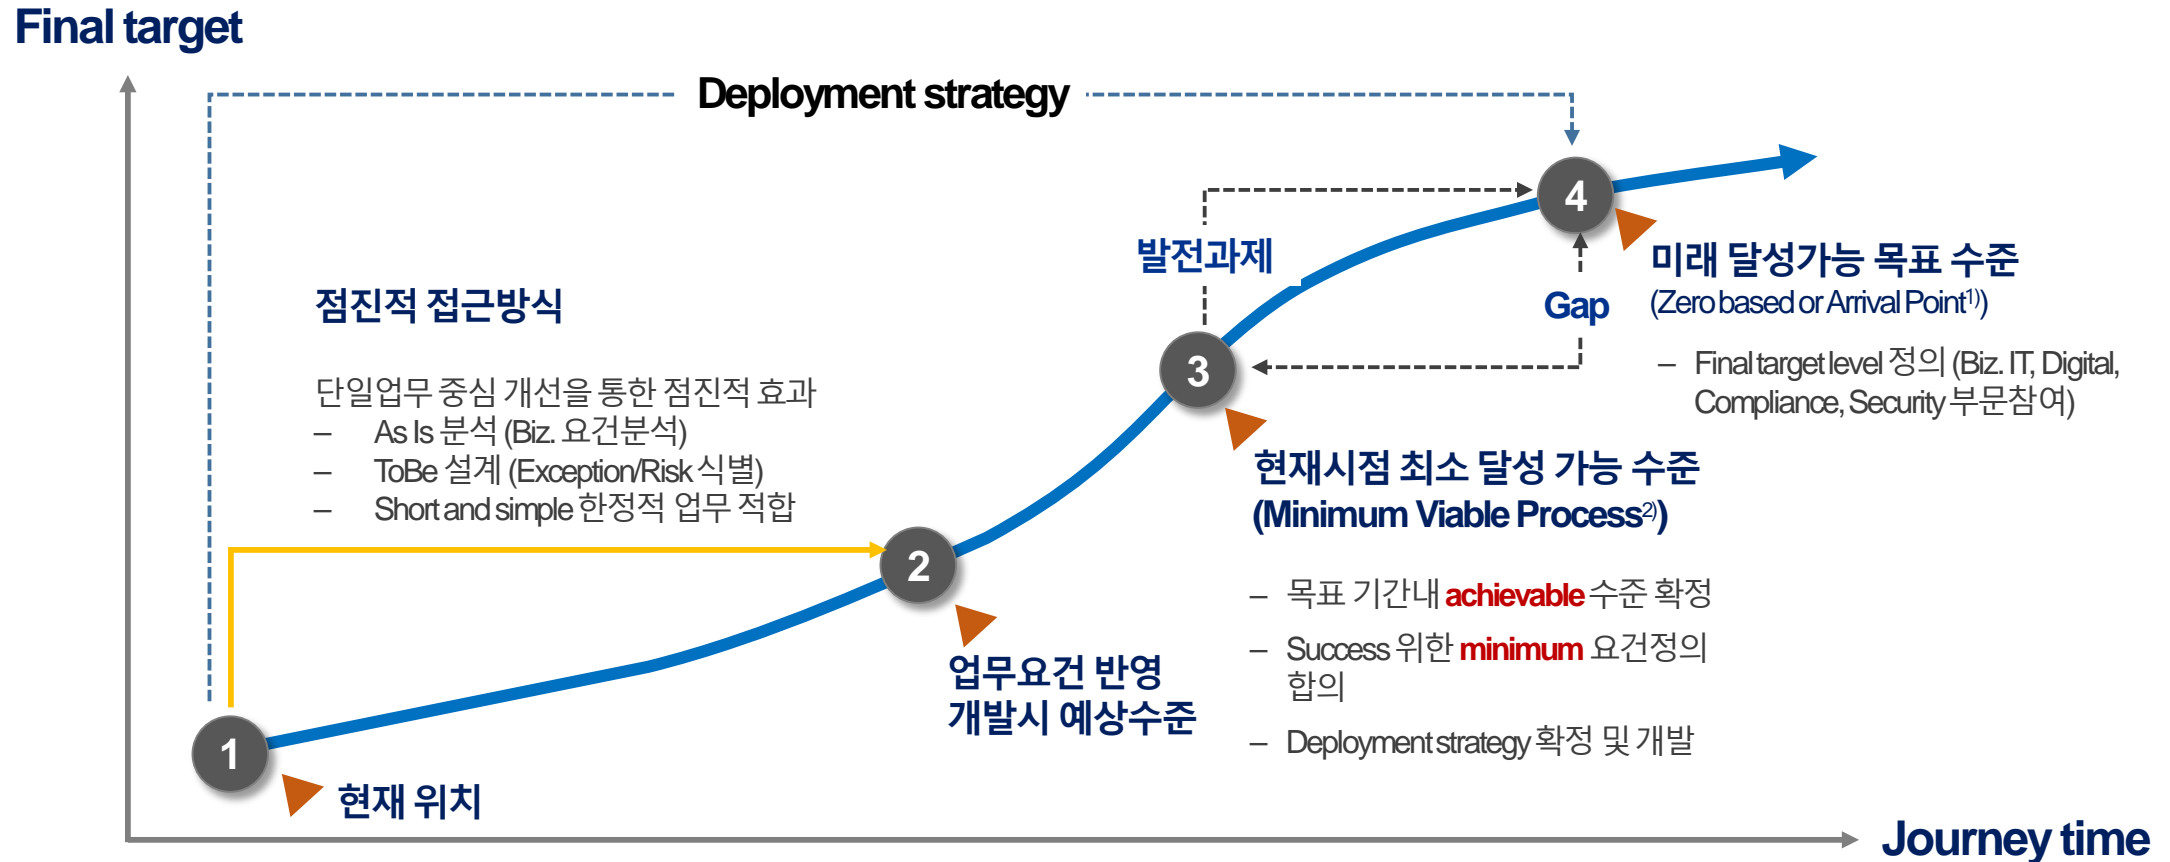 Final target
Deployment strategy
4
발전과제
미래 달성가능 목표 수준
(Zero based or Arrival Point1))
Gap
– Final target level 정의 (Biz. IT, Digital,
Compliance, Security 부문참여)
점진적 접근방식
단일업무 중심 개선을 통한 점진적 효과
– As Is 분석 (Biz. 요건분석)
– ToBe 설계 (Exception/Risk 식별)
– Short and simple 한정적 업무 적합
3
현재시점 최소 달성 가능 수준
(Minimum Viable Process2))
– 목표 기간내 achievable 수준 확정
– Success 위한 minimum 요건정의
합의
– Deployment strategy 확정 및 개발
2
업무요건 반영
개발시 예상수준
1
현재 위치
Journey time